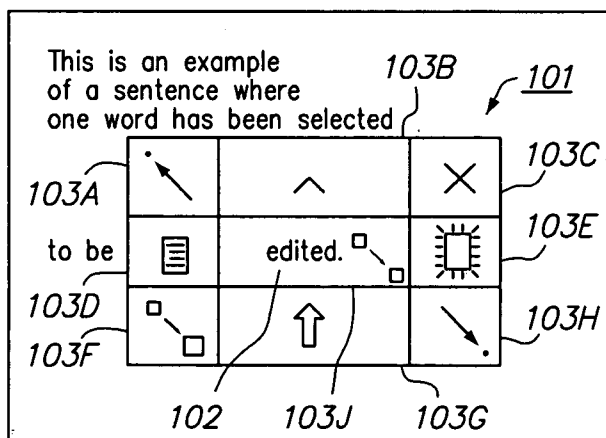 This is an example
of a sentence where
one word has been selected
103B
101
103A
103C
to be
edited.
103E
103D
103F
103H
102
103J
103G